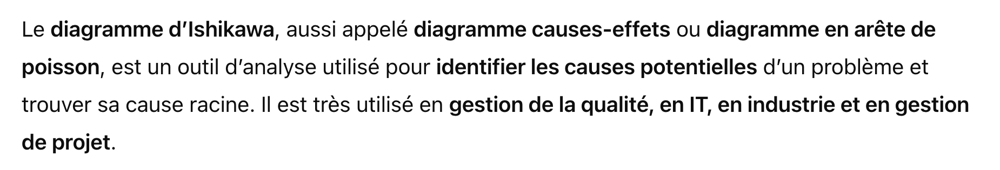 Le diagramme d’Ishikawa, aussi appelé diagramme causes-effets ou diagramme en arête de
poisson, est un outil d’analyse utilisé pour identifier les causes potentielles d’un problème et
trouver sa cause racine. Il est très utilisé en gestion de la qualité, en IT, en industrie et en gestion
de projet.